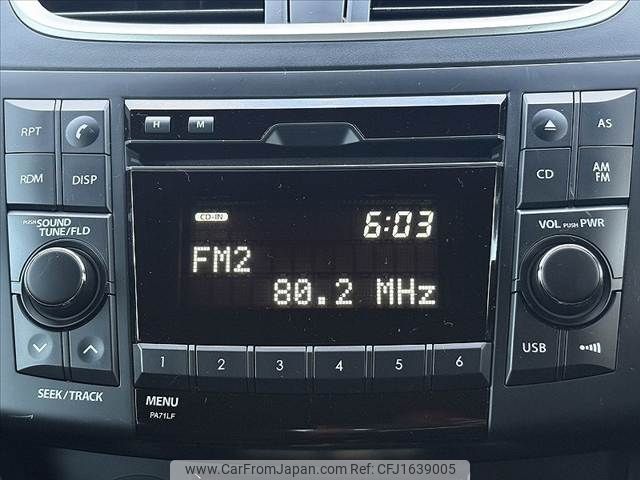 H M
RPT
RDM DISP
AS
CD AM FM
PUSH SOUND
TUNE/FLD
VOL PUSH PWR
CD-IN
6:03
FM2
80.2 MHz
1 2 3 4 5 6
USB
SEEK/TRACK
MENU
PA71LF
www.CarFromJapan.com CFJ1639005